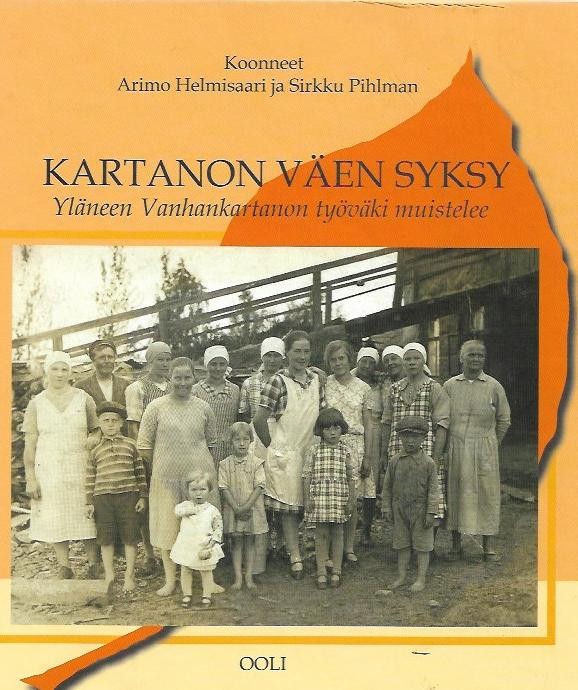 Koonneet
Arimo Helmisaari ja Sirkku Pihlman
KARTANON VÄEN SYKSY
Yläneen Vanhankartanon työväki muistelee
OOLI